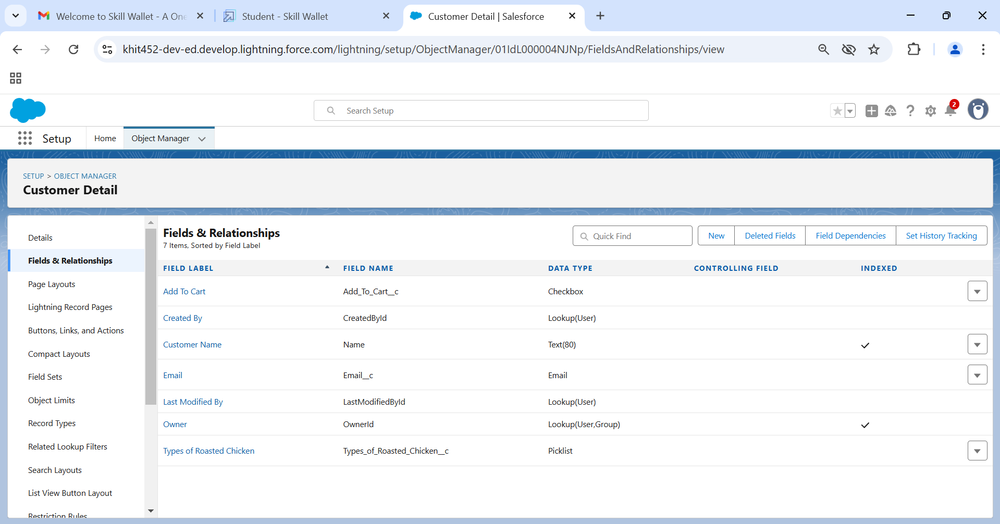 Welcome to Skill Wallet - A One
Student - Skill Wallet
Customer Detail | Salesforce
khit452-dev-ed.develop.lightning.force.com/lightning/setup/ObjectManager/01IdL000004NJNp/FieldsAndRelationships/view
Search Setup
2
Setup
Home
Object Manager
SETUP > OBJECT MANAGER
Customer Detail
Details
Fields & Relationships
Page Layouts
Lightning Record Pages
Buttons, Links, and Actions
Compact Layouts
Field Sets
Object Limits
Record Types
Related Lookup Filters
Search Layouts
List View Button Layout
Restriction Rules
Fields & Relationships
7 Items, Sorted by Field Label
Quick Find
New
Deleted Fields
Field Dependencies
Set History Tracking
FIELD LABEL FIELD NAME DATA TYPE CONTROLLING FIELD INDEXED
Add To Cart Add_To_Cart__c Checkbox
Created By CreatedById Lookup(User)
Customer Name Name Text(80)
Email Email__c Email
Last Modified By LastModifiedById Lookup(User)
Owner OwnerId Lookup(User,Group)
Types of Roasted Chicken Types_of_Roasted_Chicken__c Picklist